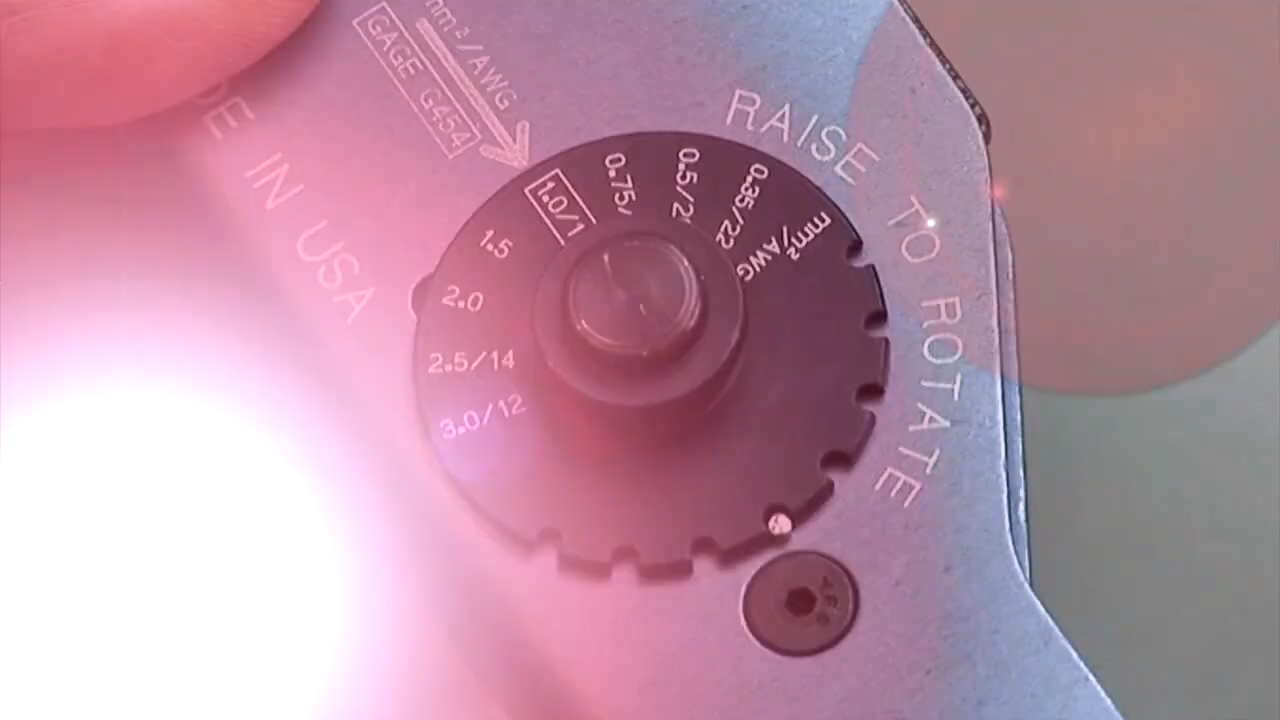 mm²/AWG
GAGE G454
DE IN USA
RAISE TO ROTATE
mm²/AWG
0.35/22
0.5/2
0.75/
1.0/1
1.5
2.0
2.5/14
3.0/12